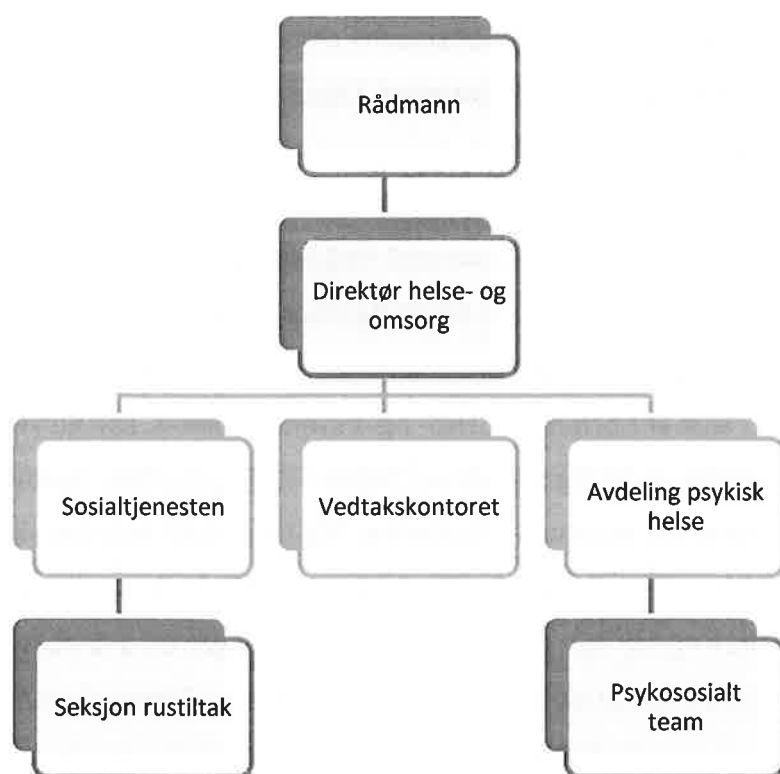 Rådmann
Direktør helse- og
omsorg
Sosialtjenesten
Vedtakskontoret
Avdeling psykisk
helse
Seksjon rustiltak
Psykososialt
team